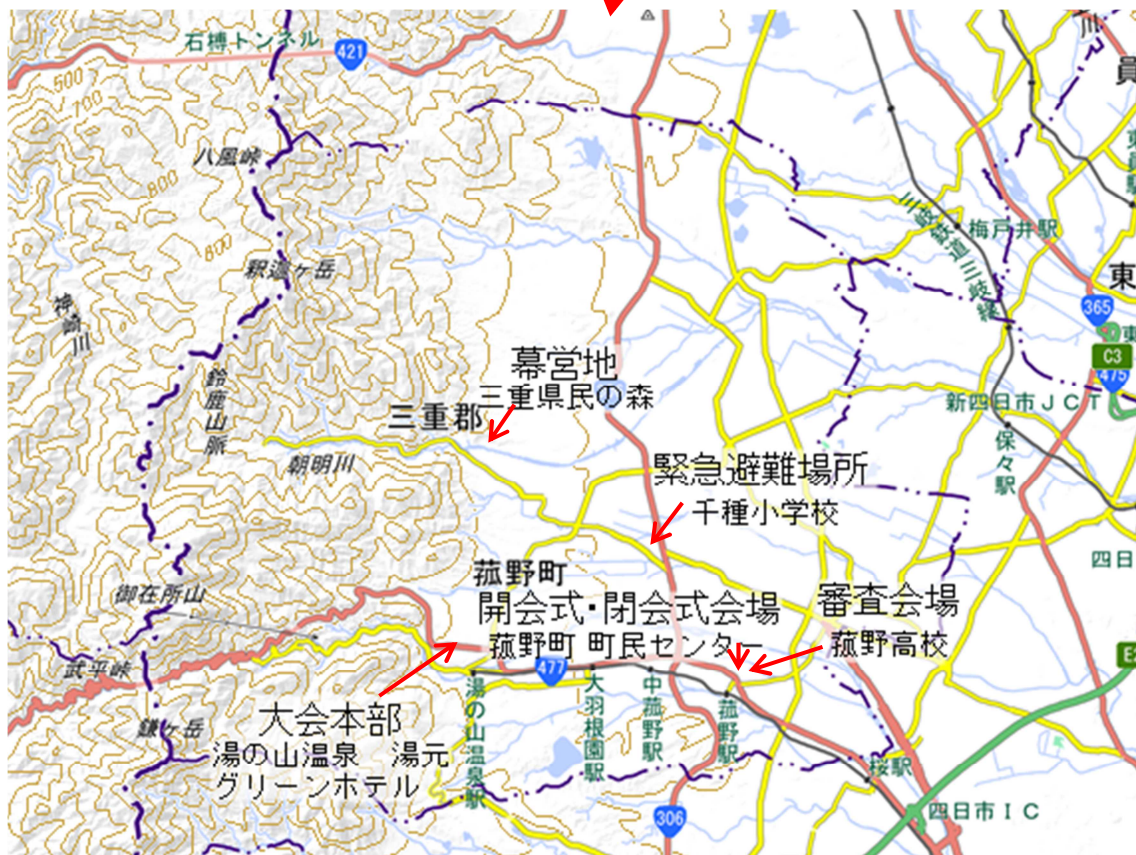 石榑トンネル
421
500
700
八風峠
800
800
員
東員駅
三岐鉄道三岐線
梅戸井駅
釈迦ヶ岳
神崎川
365
東
C3
475
鈴鹿山脈
幕営地
三重県民の森
三重郡
朝明川
新四日市ＪＣＴ
保々駅
緊急避難場所
千種小学校
四日
御在所山
菰野町
開会式・閉会式会場
菰野町 町民センター
審査会場
菰野高校
武平峠
477
鎌ヶ岳
大会本部
湯の山温泉 湯元
グリーンホテル
湯の山温泉駅
大羽根園駅
中菰野駅
菰野駅
桜駅
306
四日市ＩＣ